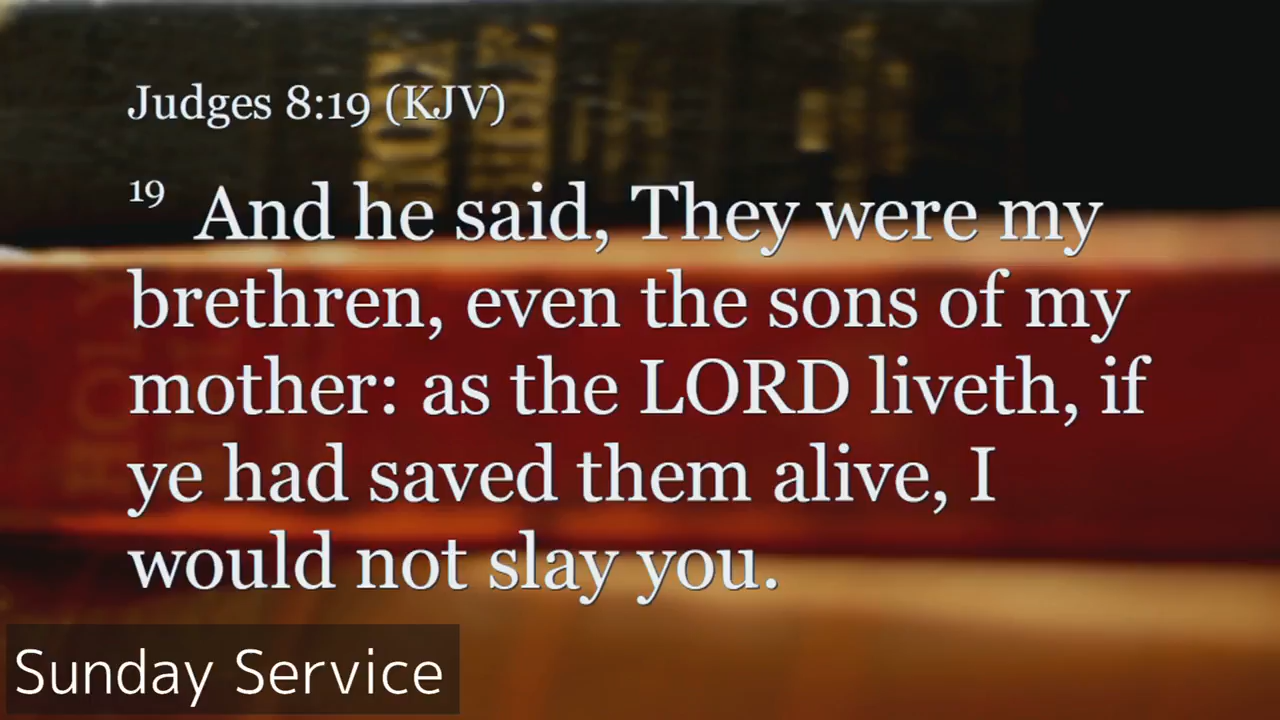 Judges 8:19 (KJV)
19 And he said, They were my
brethren, even the sons of my
mother: as the LORD liveth, if
ye had saved them alive, I
would not slay you.
Sunday Service